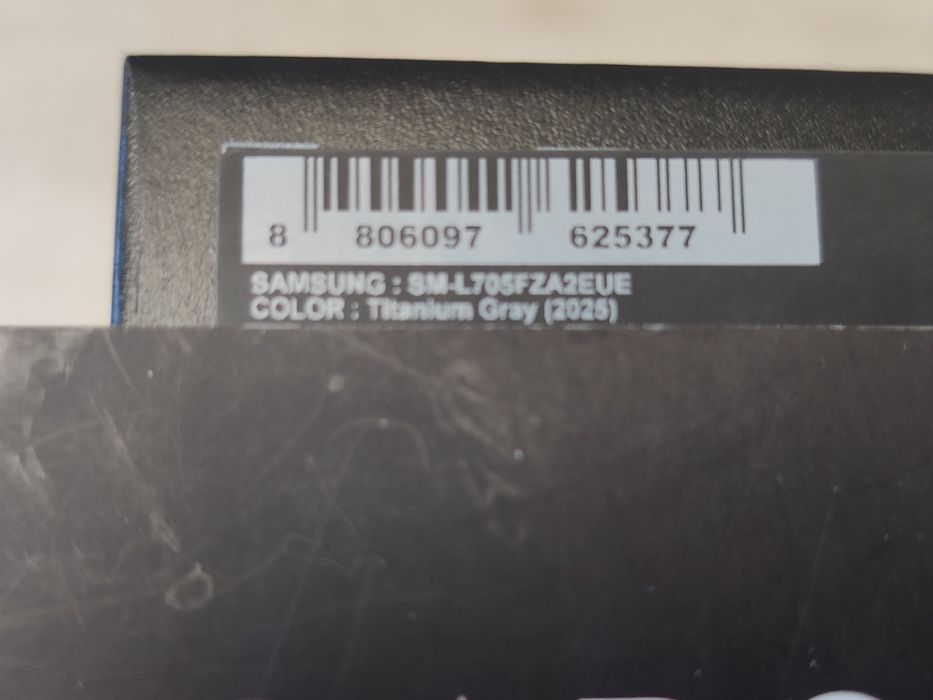 8 806097 625377
SAMSUNG : SM-L705FZA2EUE
COLOR : Titanium Gray (2025)